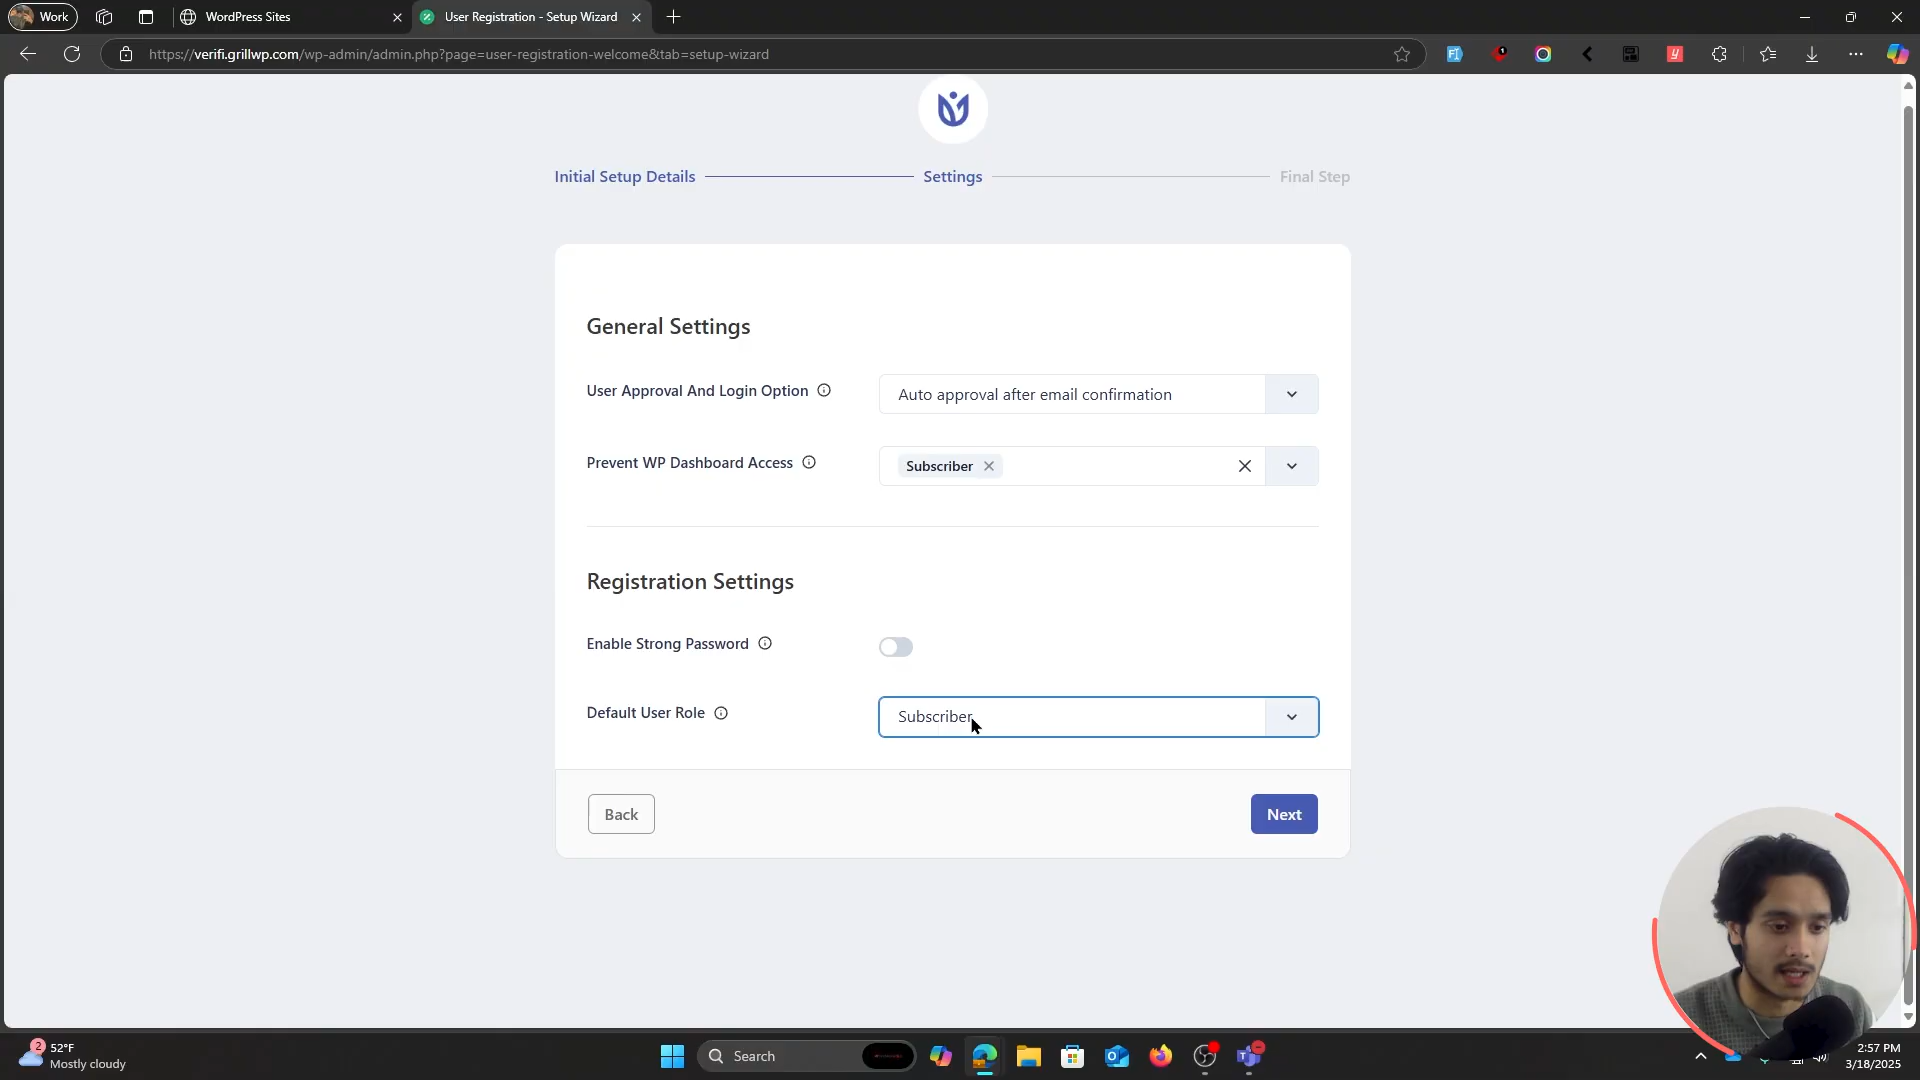 Work
WordPress Sites
User Registration - Setup Wizard
https://verifi.grillwp.com/wp-admin/admin.php?page=user-registration-welcome&tab=setup-wizard
Initial Setup Details
Settings
Final Step
General Settings
User Approval And Login Option
Auto approval after email confirmation
Prevent WP Dashboard Access
Subscriber
Registration Settings
Enable Strong Password
Default User Role
Subscriber
Back
Next
2
52°F
Mostly cloudy
Search
2:57 PM
3/18/2025